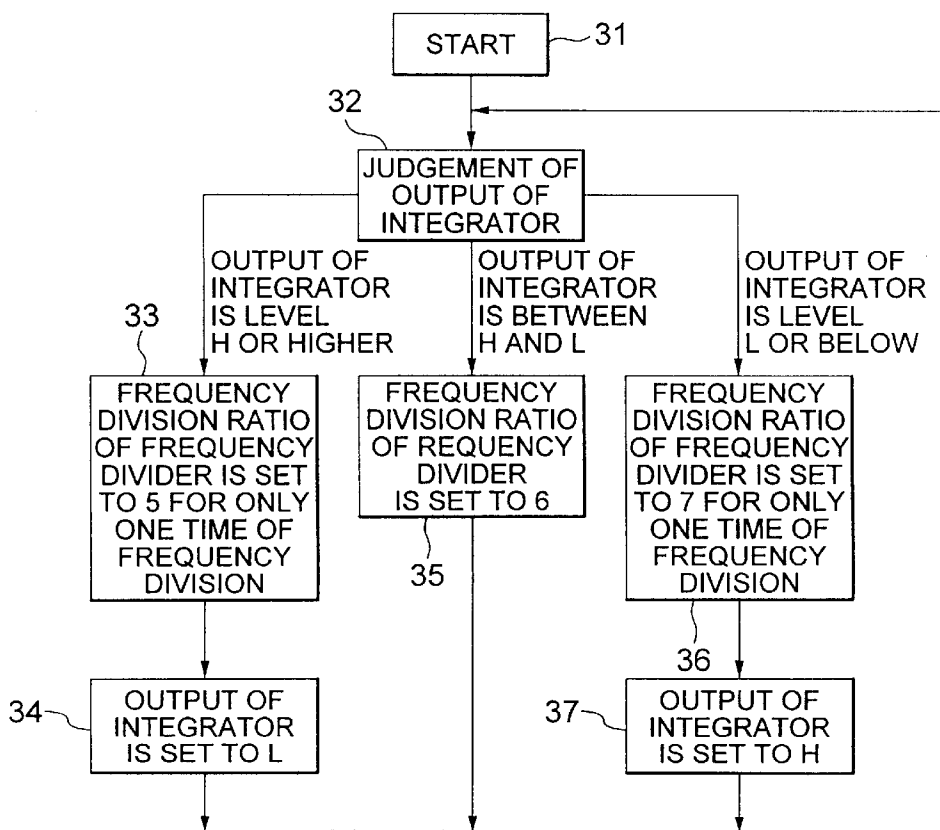 START
31
32
JUDGEMENT OF
OUTPUT OF
INTEGRATOR
OUTPUT OF
INTEGRATOR
IS LEVEL
H OR HIGHER
OUTPUT OF
INTEGRATOR
IS BETWEEN
H AND L
OUTPUT OF
INTEGRATOR
IS LEVEL
L OR BELOW
33
FREQUENCY
DIVISION RATIO
OF FREQUENCY
DIVIDER IS SET
TO 5 FOR ONLY
ONE TIME OF
FREQUENCY
DIVISION
FREQUENCY
DIVISION RATIO
OF REQUENCY
DIVIDER
IS SET TO 6
35
FREQUENCY
DIVISION RATIO
OF FREQUENCY
DIVIDER IS SET
TO 7 FOR ONLY
ONE TIME OF
FREQUENCY
DIVISION
36
34
OUTPUT OF
INTEGRATOR
IS SET TO L
37
OUTPUT OF
INTEGRATOR
IS SET TO H